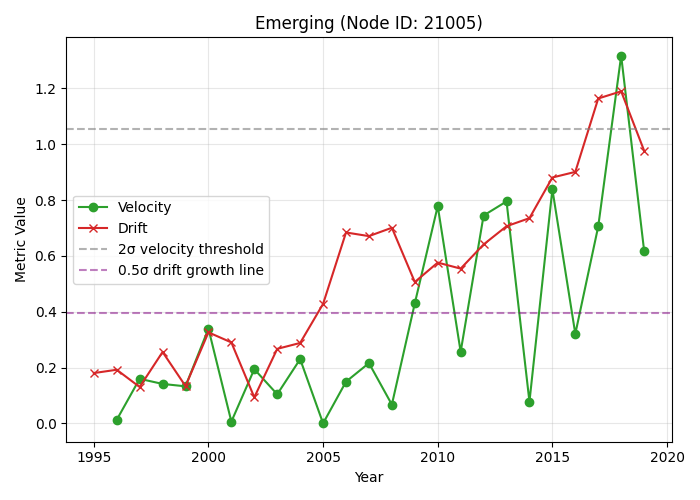 Emerging (Node ID: 21005)
Metric Value
1.2
1.0
0.8
0.6
0.4
0.2
0.0
Velocity
Drift
2σ velocity threshold
0.5σ drift growth line
1995
2000
2005
2010
2015
2020
Year